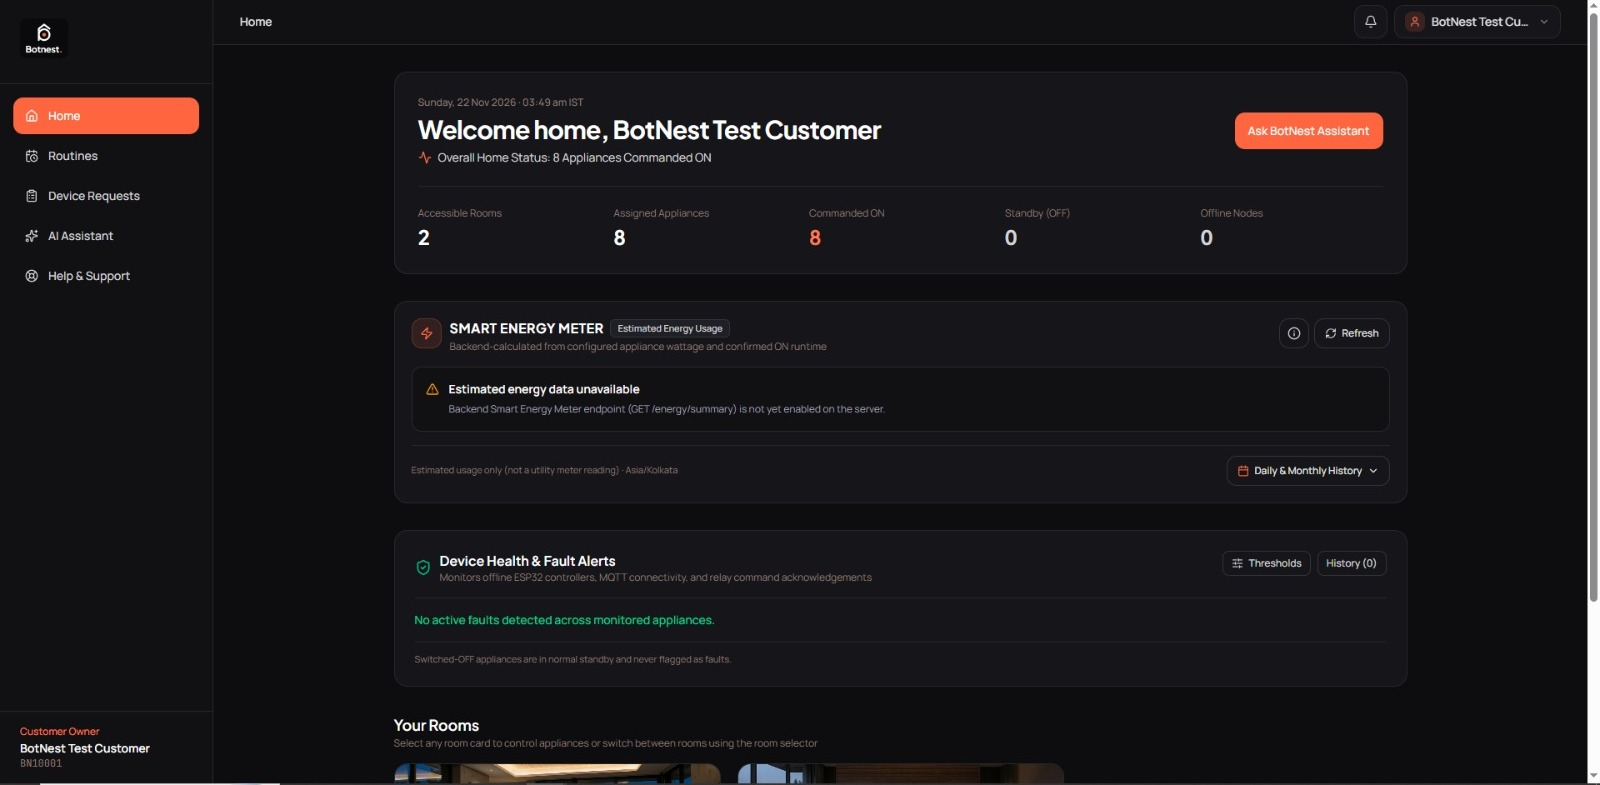 Botnest.
Home
Routines
Device Requests
AI Assistant
Help & Support
Customer Owner
BotNest Test Customer
BN10001
Home
BotNest Test Cu...
Sunday, 22 Nov 2026 · 03:49 am IST
Welcome home, BotNest Test Customer
Overall Home Status: 8 Appliances Commanded ON
Ask BotNest Assistant
Accessible Rooms
2
Assigned Appliances
8
Commanded ON
8
Standby (OFF)
0
Offline Nodes
0
SMART ENERGY METER
Estimated Energy Usage
Backend-calculated from configured appliance wattage and confirmed ON runtime
Refresh
Estimated energy data unavailable
Backend Smart Energy Meter endpoint (GET /energy/summary) is not yet enabled on the server.
Estimated usage only (not a utility meter reading) · Asia/Kolkata
Daily & Monthly History
Device Health & Fault Alerts
Monitors offline ESP32 controllers, MQTT connectivity, and relay command acknowledgements
Thresholds
History (0)
No active faults detected across monitored appliances.
Switched-OFF appliances are in normal standby and never flagged as faults.
Your Rooms
Select any room card to control appliances or switch between rooms using the room selector